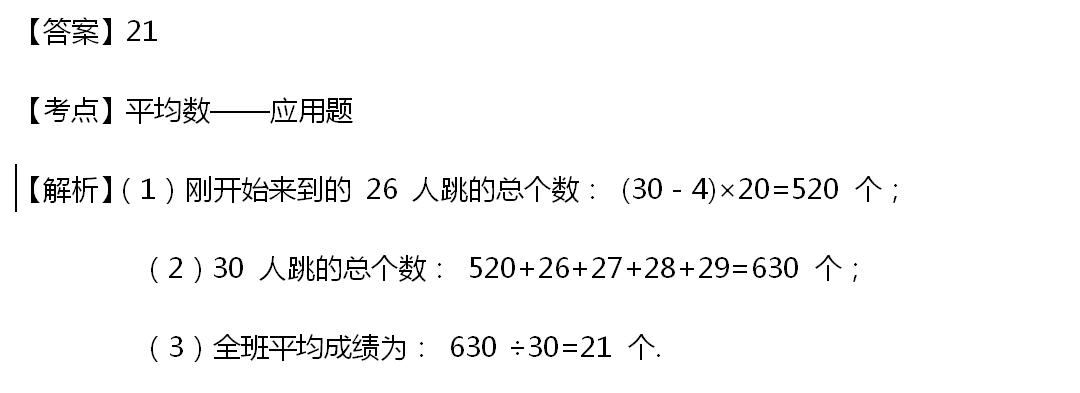 【答案】21
【考点】平均数——应用题
【解析】（1）刚开始来到的 26 人跳的总个数： (30 - 4)×20=520 个；
（2）30 人跳的总个数： 520+26+27+28+29=630 个；
（3）全班平均成绩为： 630 ÷30=21 个.